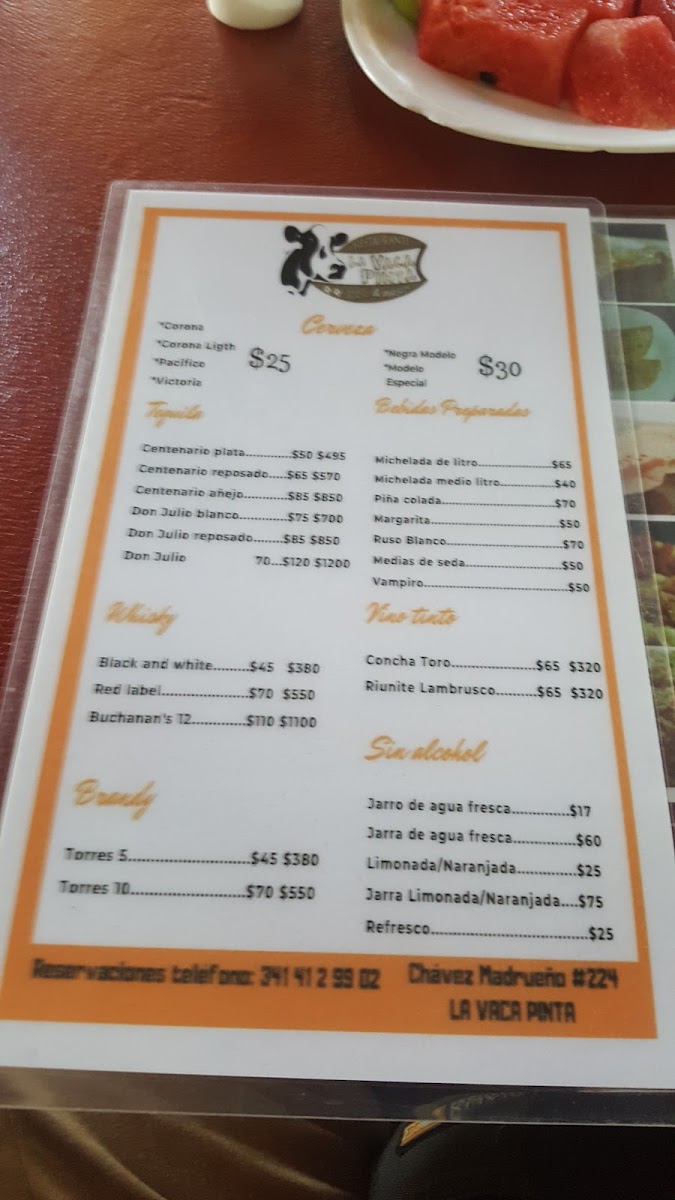 RESTAURANTE
LA VACA
PINTA
Cerveza
*Corona
*Corona Ligth
*Pacífico
*Victoria
$25
*Negra Modelo
*Modelo
Especial
$30
Tequila
Centenario plata............$50 $495
Centenario reposado.....$65 $570
Centenario añejo...........$85 $850
Don Julio blanco............$75 $700
Don Julio reposado........$85 $850
Don Julio 70...$120 $1200
Bebidas Preparadas
Michelada de litro....................$65
Michelada medio litro...............$40
Piña colada...............................$70
Margarita...................................$50
Ruso Blanco..............................$70
Medias de seda..........................$50
Vampiro.....................................$50
Whisky
Black and white.........$45 $380
Red label.....................$70 $550
Buchanan's 12.............$110 $1100
Vino tinto
Concha Toro.....................$65 $320
Riunite Lambrusco..........$65 $320
Brandy
Torres 5............................$45 $380
Torres 10..........................$70 $550
Sin alcohol
Jarro de agua fresca..............$17
Jarra de agua fresca...............$60
Limonada/Naranjada..............$25
Jarra Limonada/Naranjada....$75
Refresco.....................................$25
Reservaciones teléfono: 341 41 2 99 02
Chávez Madrueño #224
LA VACA PINTA